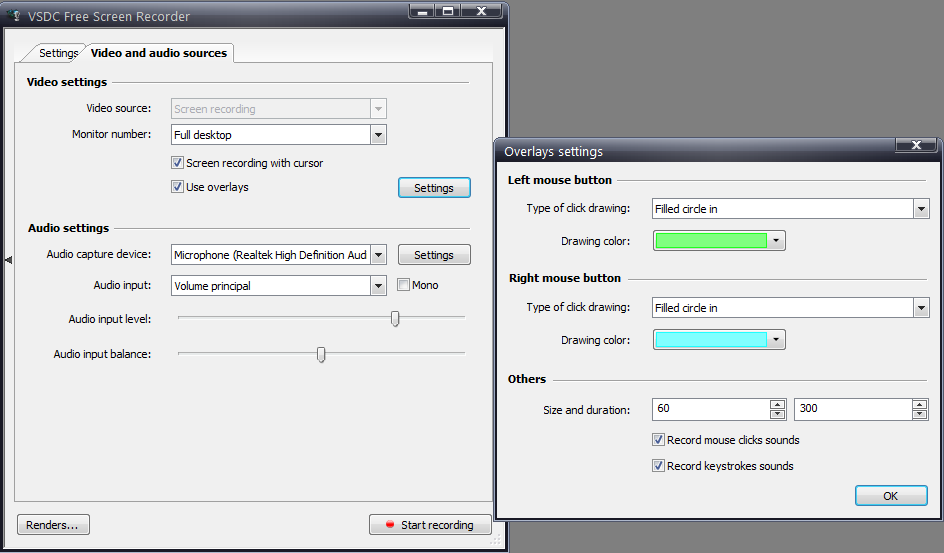 VSDC Free Screen Recorder
Settings
Video and audio sources
Video settings
Video source: Screen recording
Monitor number: Full desktop
Screen recording with cursor
Use overlays
Settings
Audio settings
Audio capture device: Microphone (Realtek High Definition Aud
Settings
Audio input: Volume principal
Mono
Audio input level:
Audio input balance:
Renders...
Start recording
Overlays settings
Left mouse button
Type of click drawing: Filled circle in
Drawing color:
Right mouse button
Type of click drawing: Filled circle in
Drawing color:
Others
Size and duration: 60 300
Record mouse clicks sounds
Record keystrokes sounds
OK